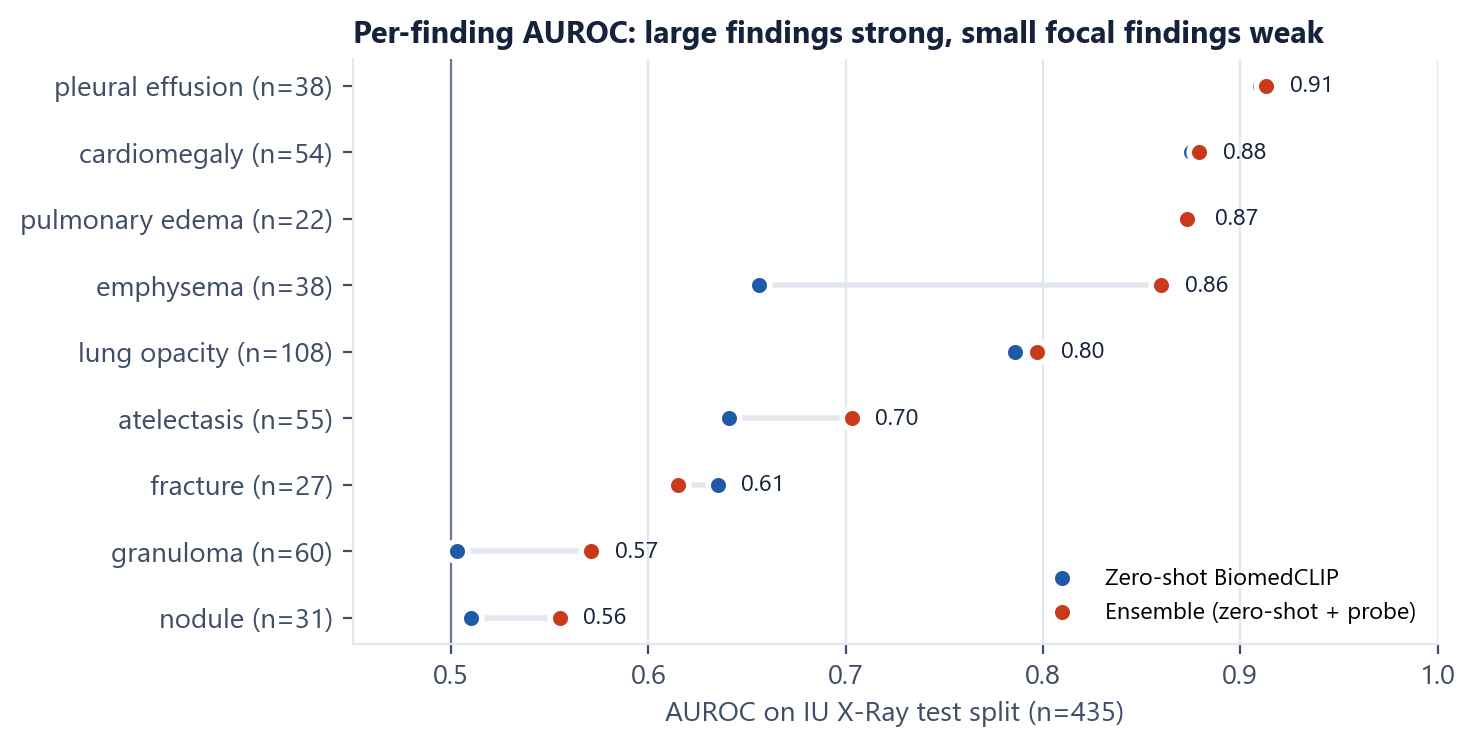 Per-finding AUROC: large findings strong, small focal findings weak
pleural effusion (n=38)
0.91
cardiomegaly (n=54)
0.88
pulmonary edema (n=22)
0.87
emphysema (n=38)
0.86
lung opacity (n=108)
0.80
atelectasis (n=55)
0.70
fracture (n=27)
0.61
granuloma (n=60)
0.57
nodule (n=31)
0.56
Zero-shot BiomedCLIP
Ensemble (zero-shot + probe)
0.5 0.6 0.7 0.8 0.9 1.0
AUROC on IU X-Ray test split (n=435)